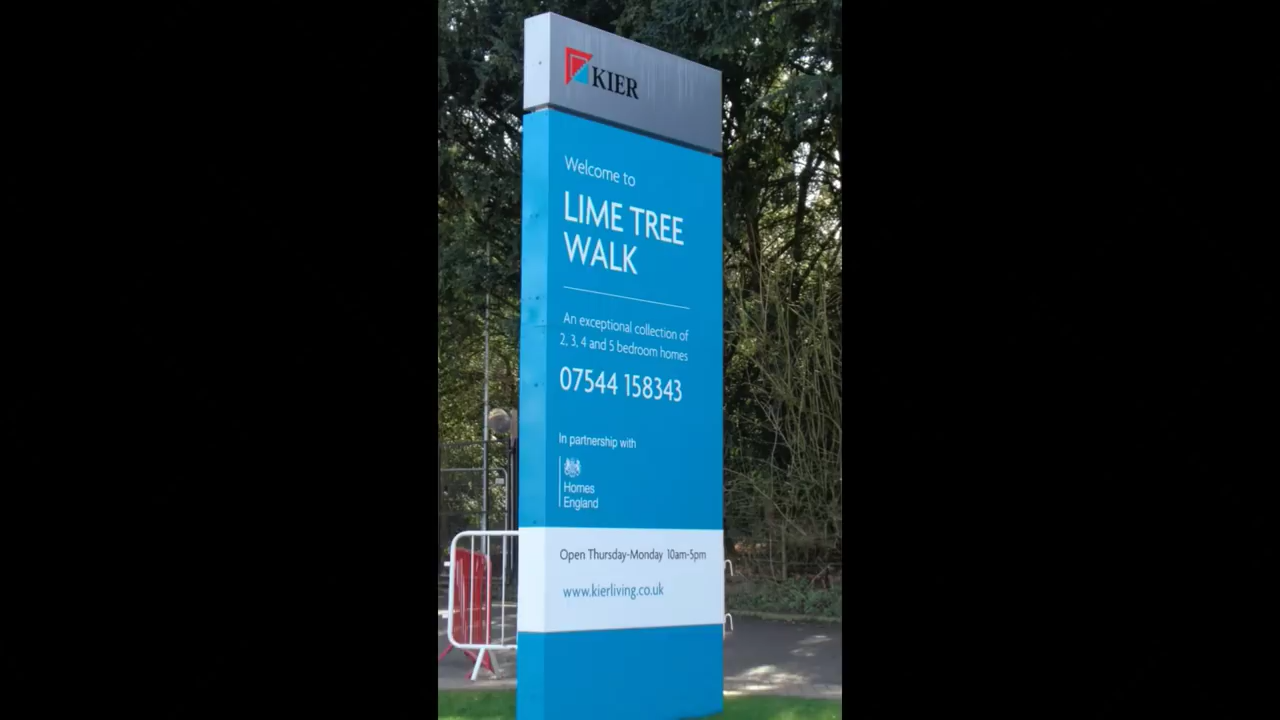 KIER
Welcome to
LIME TREE
WALK
An exceptional collection of
2, 3, 4 and 5 bedroom homes
07544 158343
In partnership with
Homes
England
Open Thursday-Monday 10am-5pm
www.kierliving.co.uk